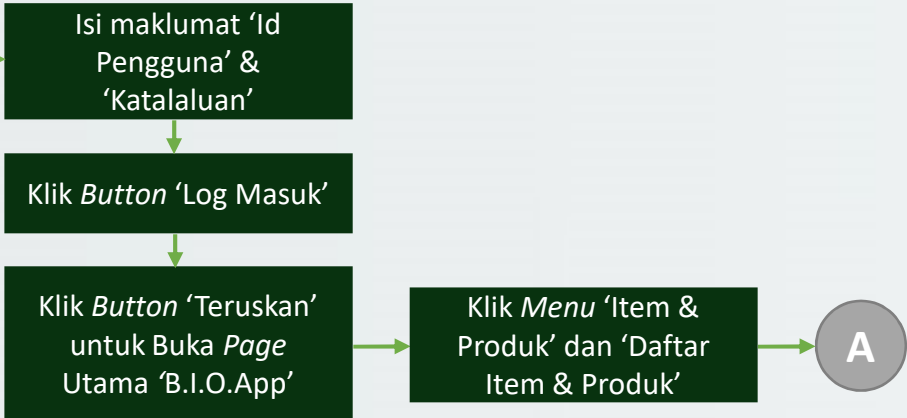 Isi maklumat ‘Id
Pengguna’ &
‘Katalaluan’
Klik Button ‘Log Masuk’
Klik Button ‘Teruskan’
untuk Buka Page
Utama ‘B.I.O.App’
Klik Menu ‘Item &
Produk’ dan ‘Daftar
Item & Produk’
A